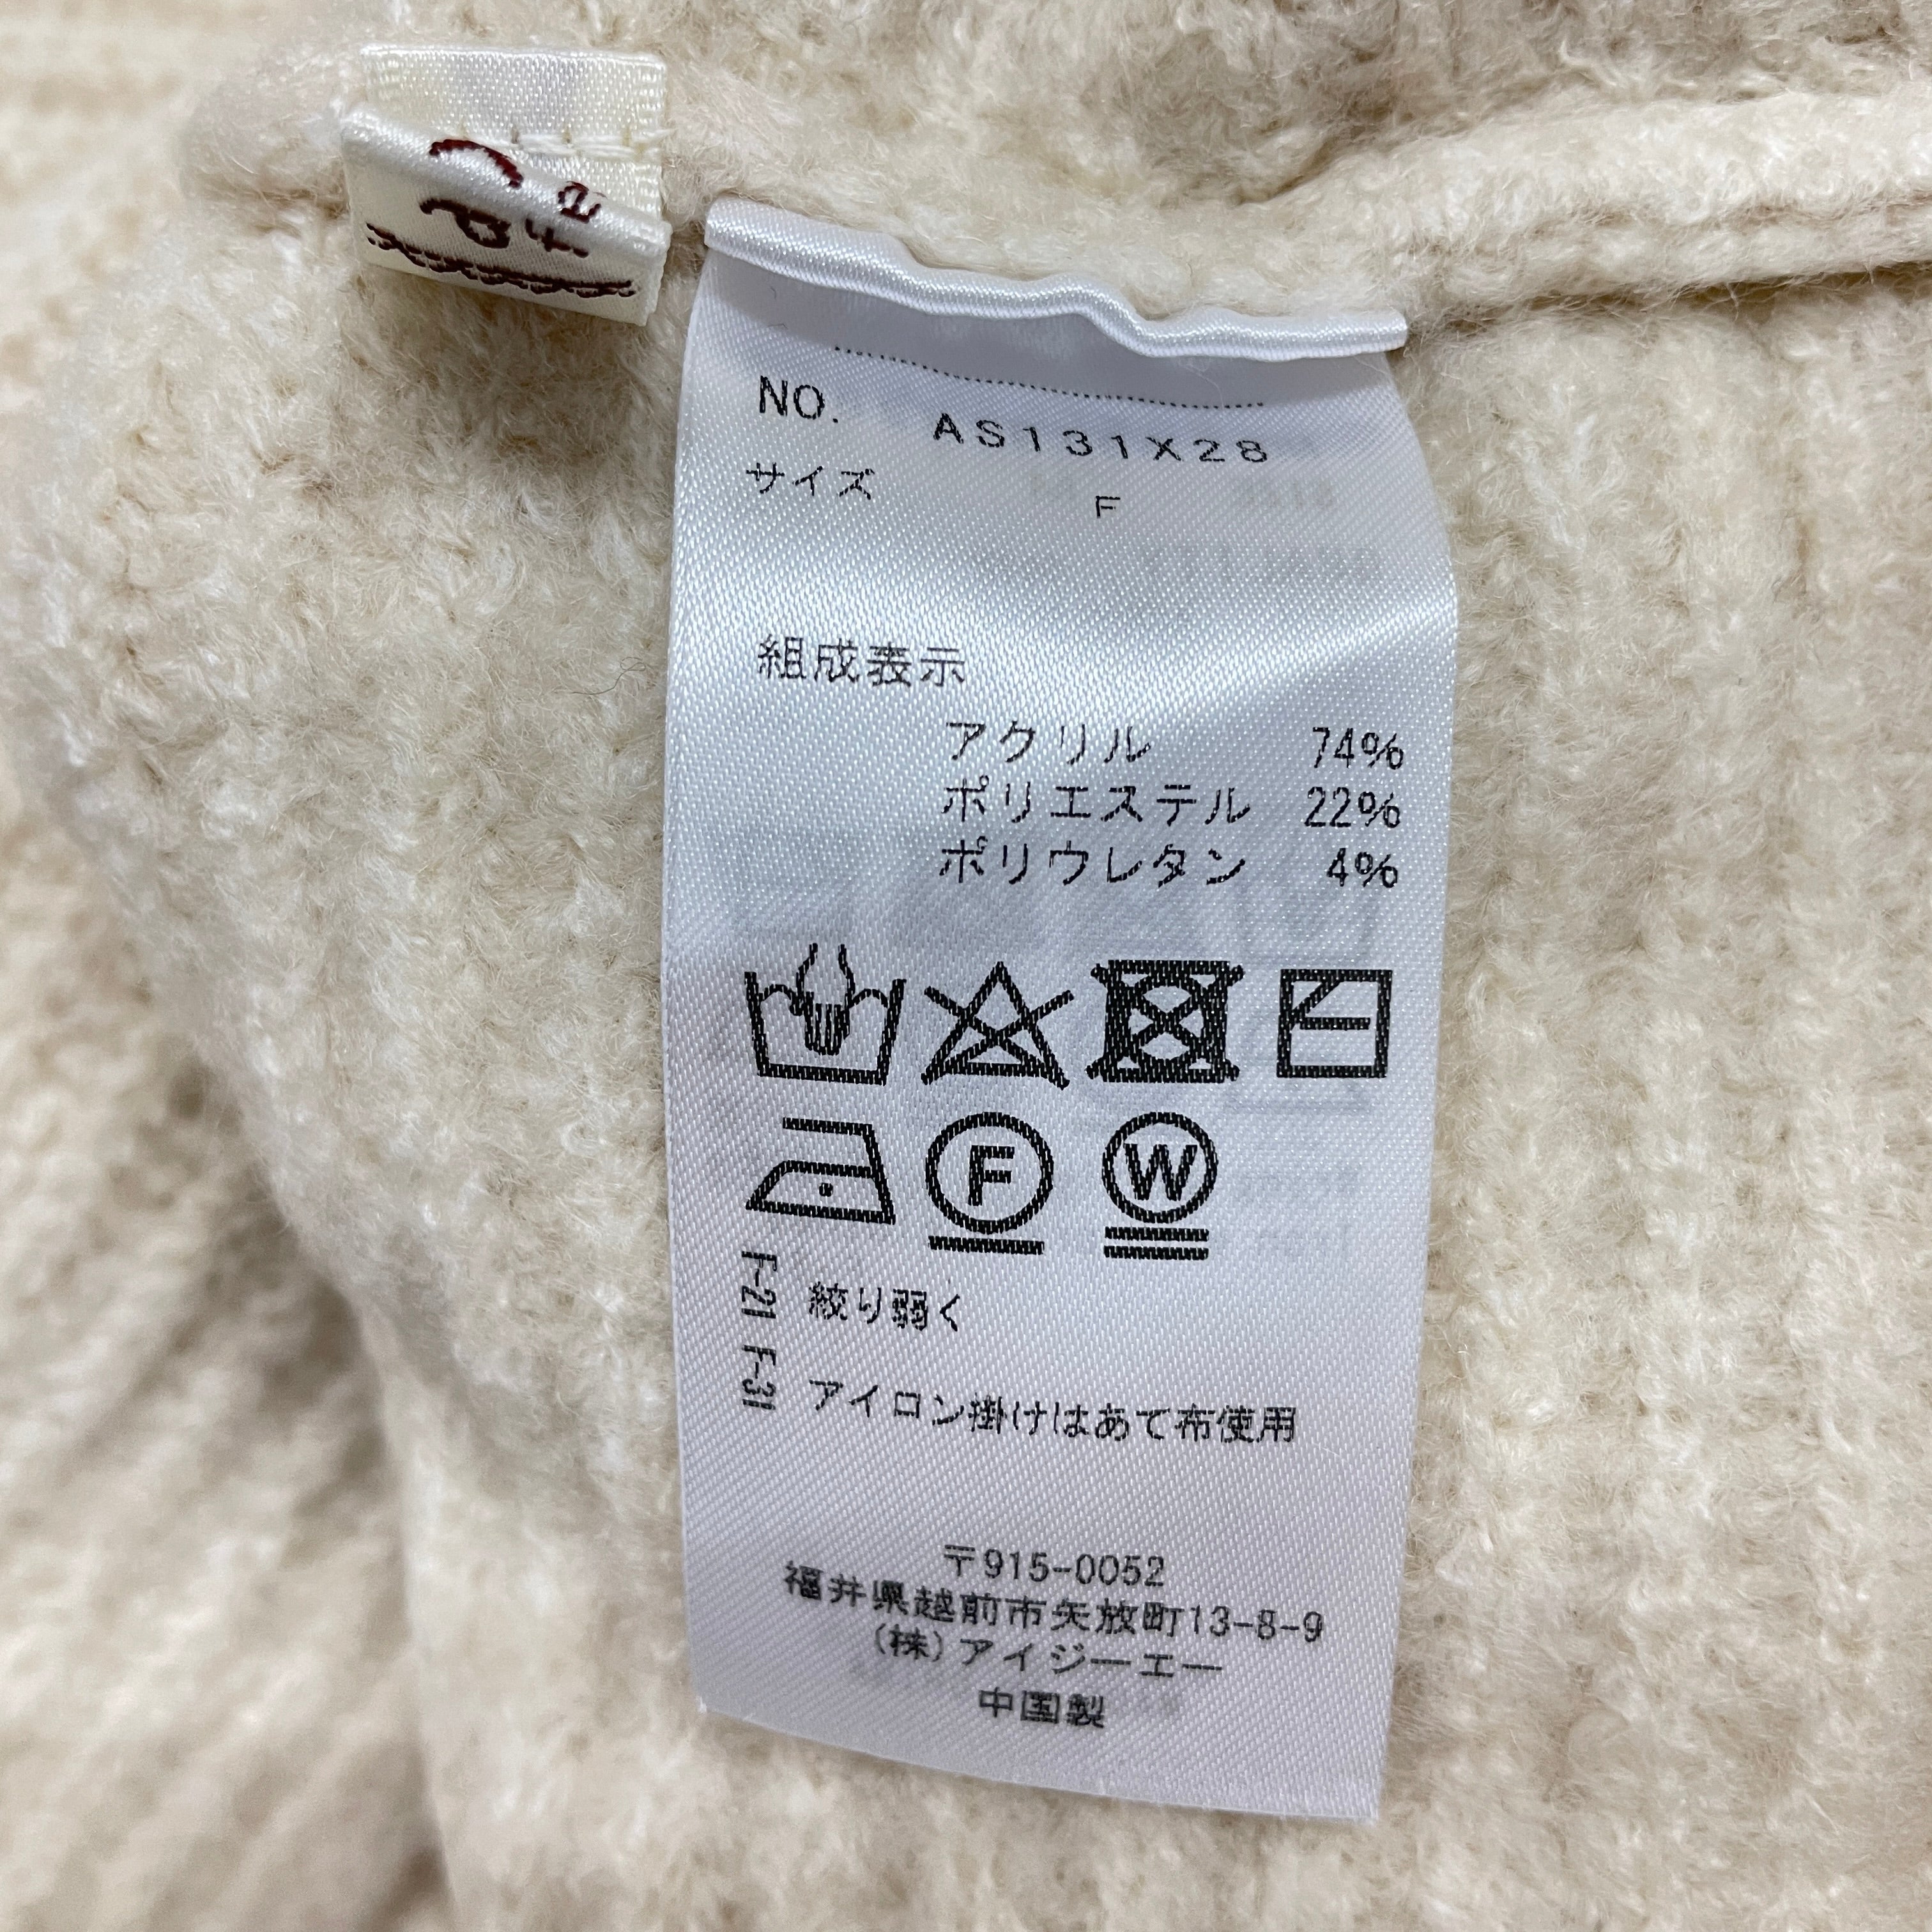 NO. AS131X28
サイズ F
組成表示
アクリル 74%
ポリエステル 22%
ポリウレタン 4%
F W
F-21 絞り弱く
F-31 アイロン掛けはあて布使用
〒915-0052
福井県越前市矢放町13-8-9
(株)アイジーエー
中国製